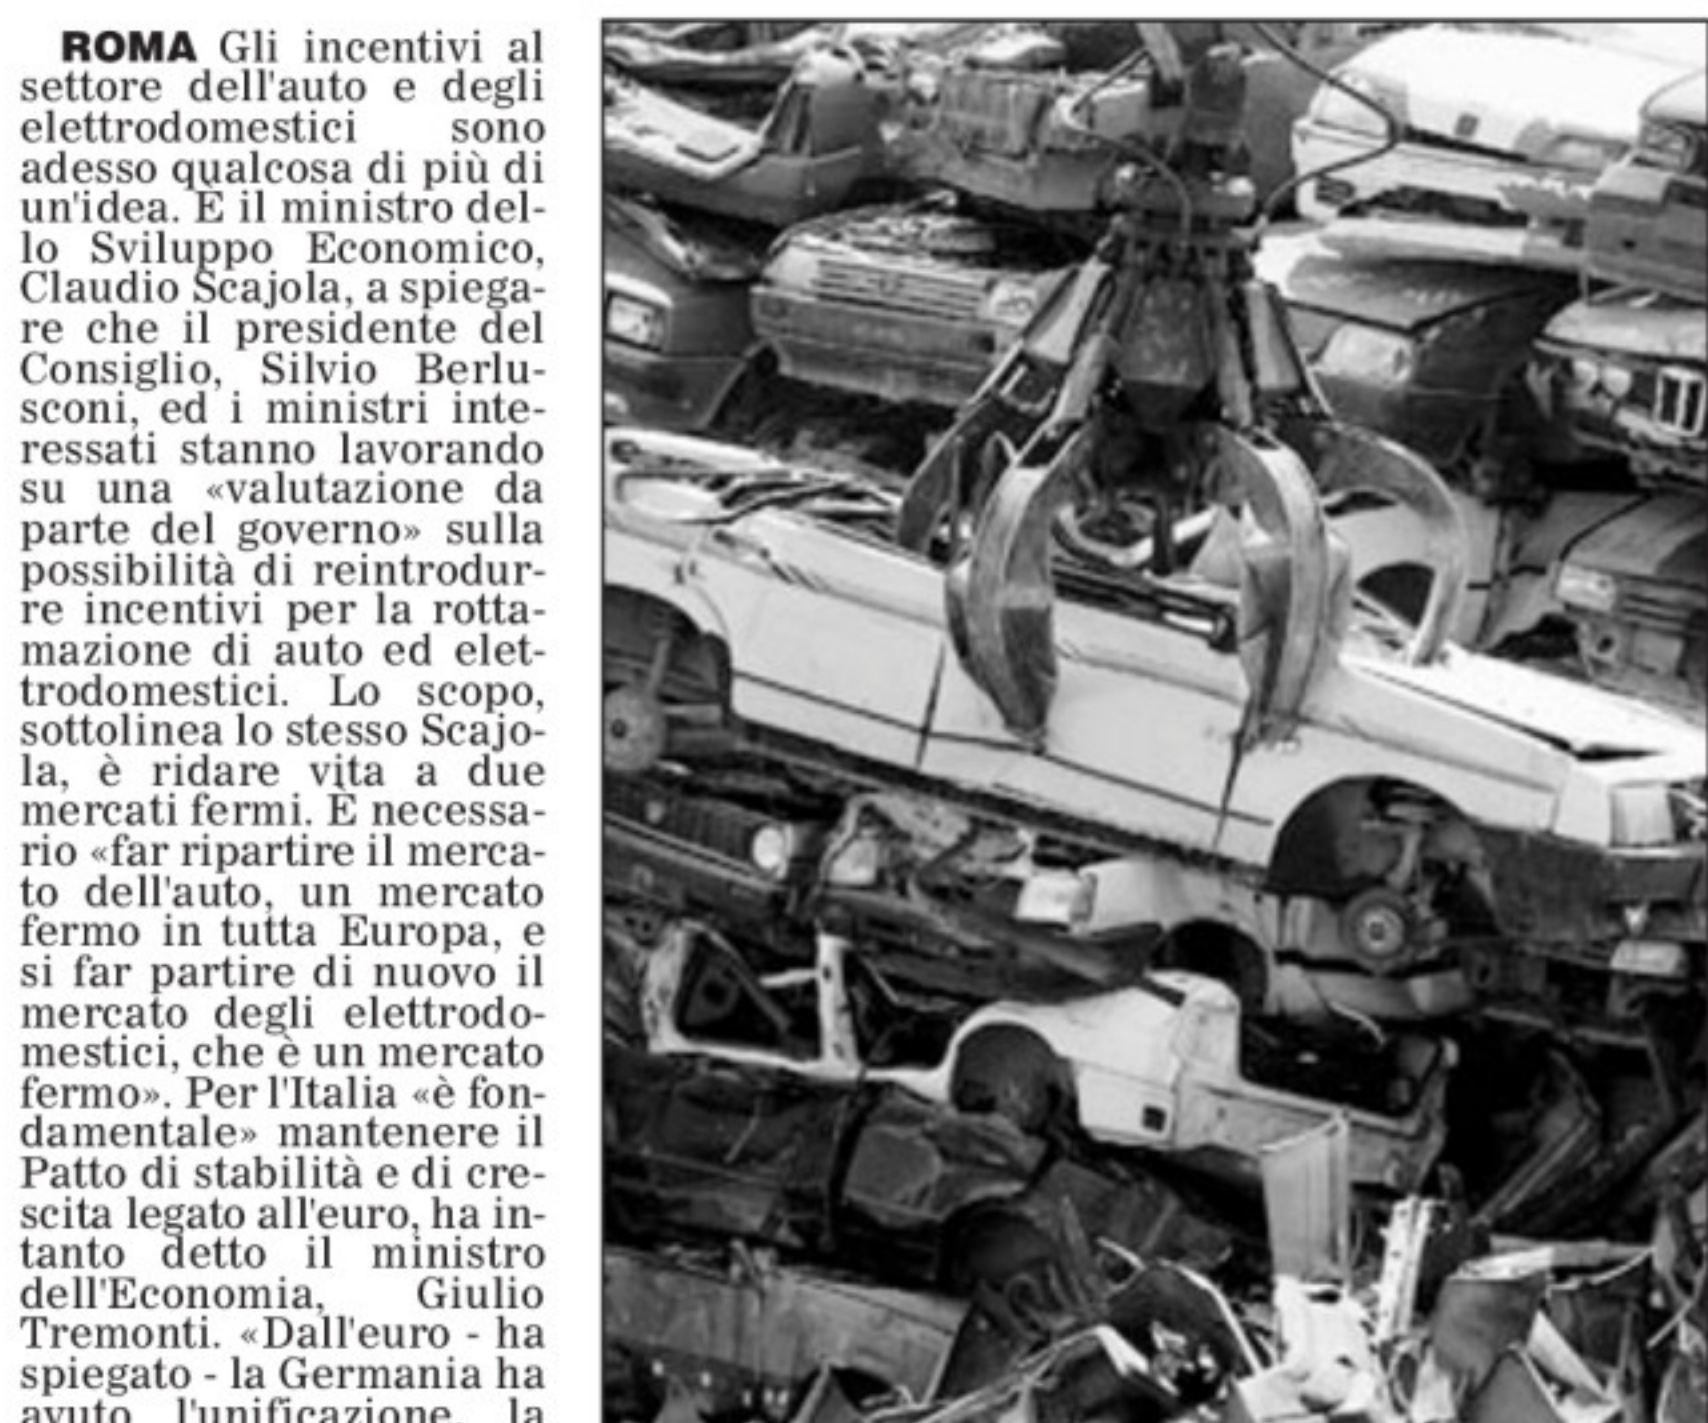 ROMA Gli incentivi al
settore dell'auto e degli
elettrodomestici sono
adesso qualcosa di più di
un'idea. È il ministro del-
lo Sviluppo Economico,
Claudio Scajola, a spiega-
re che il presidente del
Consiglio, Silvio Berlu-
sconi, ed i ministri inte-
ressati stanno lavorando
su una «valutazione da
parte del governo» sulla
possibilità di reintrodur-
re incentivi per la rotta-
mazione di auto ed elet-
trodomestici. Lo scopo,
sottolinea lo stesso Scajo-
la, è ridare vita a due
mercati fermi. È necessa-
rio «far ripartire il merca-
to dell'auto, un mercato
fermo in tutta Europa, e
si far partire di nuovo il
mercato degli elettrodo-
mestici, che è un mercato
fermo». Per l'Italia «è fon-
damentale» mantenere il
Patto di stabilità e di cre-
scita legato all'euro, ha in-
tanto detto il ministro
dell'Economia, Giulio
Tremonti. «Dall'euro - ha
spiegato - la Germania ha
avuto l'unificazione, la